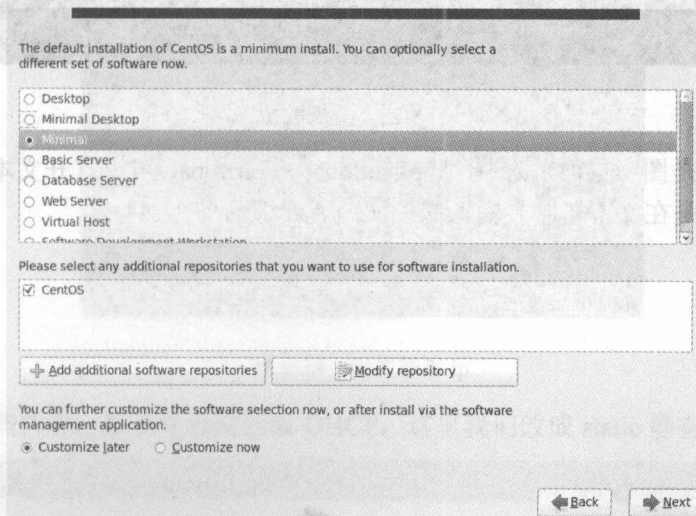 The default installation of CentOS is a minimum install. You can optionally select a
different set of software now.
Desktop
Minimal Desktop
Minimal
Basic Server
Database Server
Web Server
Virtual Host
Software Development Workstation
Please select any additional repositories that you want to use for software installation.
CentOS
Add additional software repositories
Modify repository
You can further customize the software selection now, or after install via the software
management application.
Customize later
Customize now
Back
Next